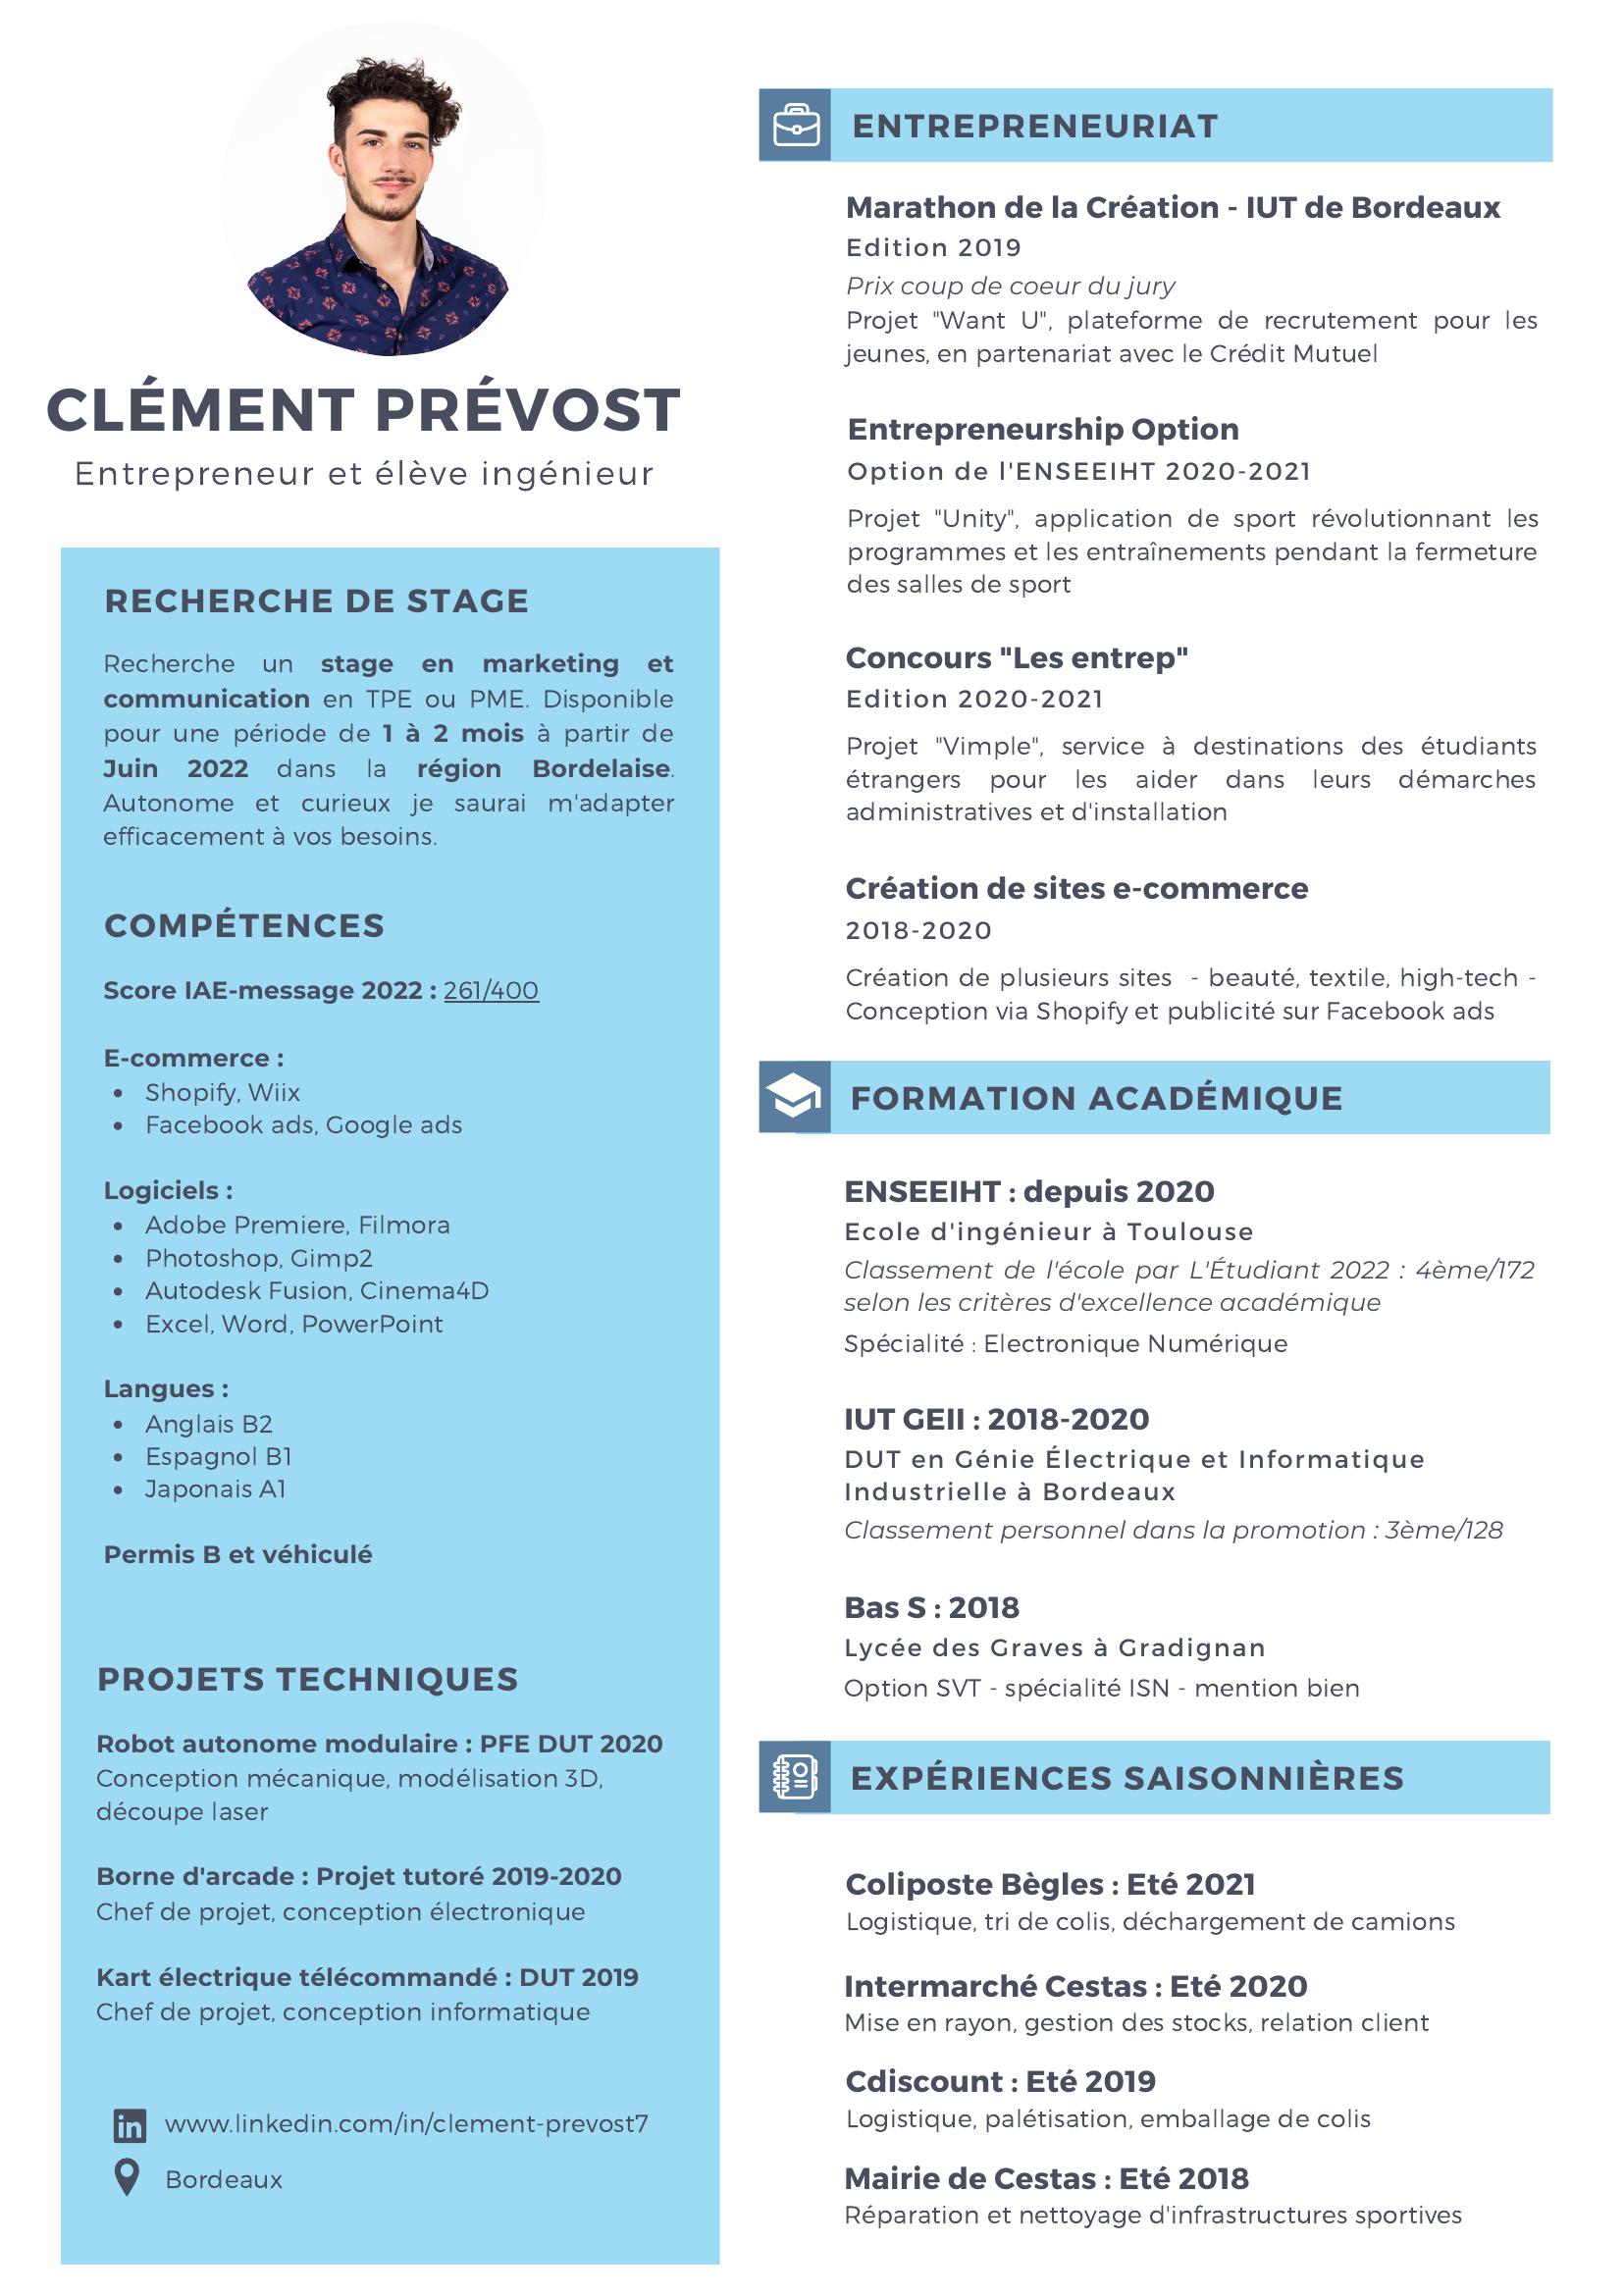 CLÉMENT PRÉVOST
Entrepreneur et élève ingénieur
RECHERCHE DE STAGE
Recherche un stage en marketing et
communication en TPE ou PME. Disponible
pour une période de 1 à 2 mois à partir de
Juin 2022 dans la région Bordelaise.
Autonome et curieux je saurai m'adapter
efficacement à vos besoins.
COMPÉTENCES
Score IAE-message 2022 : 261/400
E-commerce :
• Shopify, Wiix
• Facebook ads, Google ads
Logiciels :
• Adobe Premiere, Filmora
• Photoshop, Gimp2
• Autodesk Fusion, Cinema4D
• Excel, Word, PowerPoint
Langues :
• Anglais B2
• Espagnol B1
• Japonais A1
Permis B et véhiculé
PROJETS TECHNIQUES
Robot autonome modulaire : PFE DUT 2020
Conception mécanique, modélisation 3D,
découpe laser
Borne d'arcade : Projet tutoré 2019-2020
Chef de projet, conception électronique
Kart électrique télécommandé : DUT 2019
Chef de projet, conception informatique
in www.linkedin.com/in/clement-prevost7
Bordeaux
ENTREPRENEURIAT
Marathon de la Création - IUT de Bordeaux
Edition 2019
Prix coup de coeur du jury
Projet "Want U", plateforme de recrutement pour les
jeunes, en partenariat avec le Crédit Mutuel
Entrepreneurship Option
Option de l'ENSEEIHT 2020-2021
Projet "Unity", application de sport révolutionnant les
programmes et les entraînements pendant la fermeture
des salles de sport
Concours "Les entrep"
Edition 2020-2021
Projet "Vimple", service à destinations des étudiants
étrangers pour les aider dans leurs démarches
administratives et d'installation
Création de sites e-commerce
2018-2020
Création de plusieurs sites - beauté, textile, high-tech -
Conception via Shopify et publicité sur Facebook ads
FORMATION ACADÉMIQUE
ENSEEIHT : depuis 2020
Ecole d'ingénieur à Toulouse
Classement de l'école par L'Étudiant 2022 : 4ème/172
selon les critères d'excellence académique
Spécialité : Electronique Numérique
IUT GEII : 2018-2020
DUT en Génie Électrique et Informatique
Industrielle à Bordeaux
Classement personnel dans la promotion : 3ème/128
Bas S : 2018
Lycée des Graves à Gradignan
Option SVT - spécialité ISN - mention bien
EXPÉRIENCES SAISONNIÈRES
Coliposte Bègles : Eté 2021
Logistique, tri de colis, déchargement de camions
Intermarché Cestas : Eté 2020
Mise en rayon, gestion des stocks, relation client
Cdiscount : Eté 2019
Logistique, palétisation, emballage de colis
Mairie de Cestas : Eté 2018
Réparation et nettoyage d'infrastructures sportives